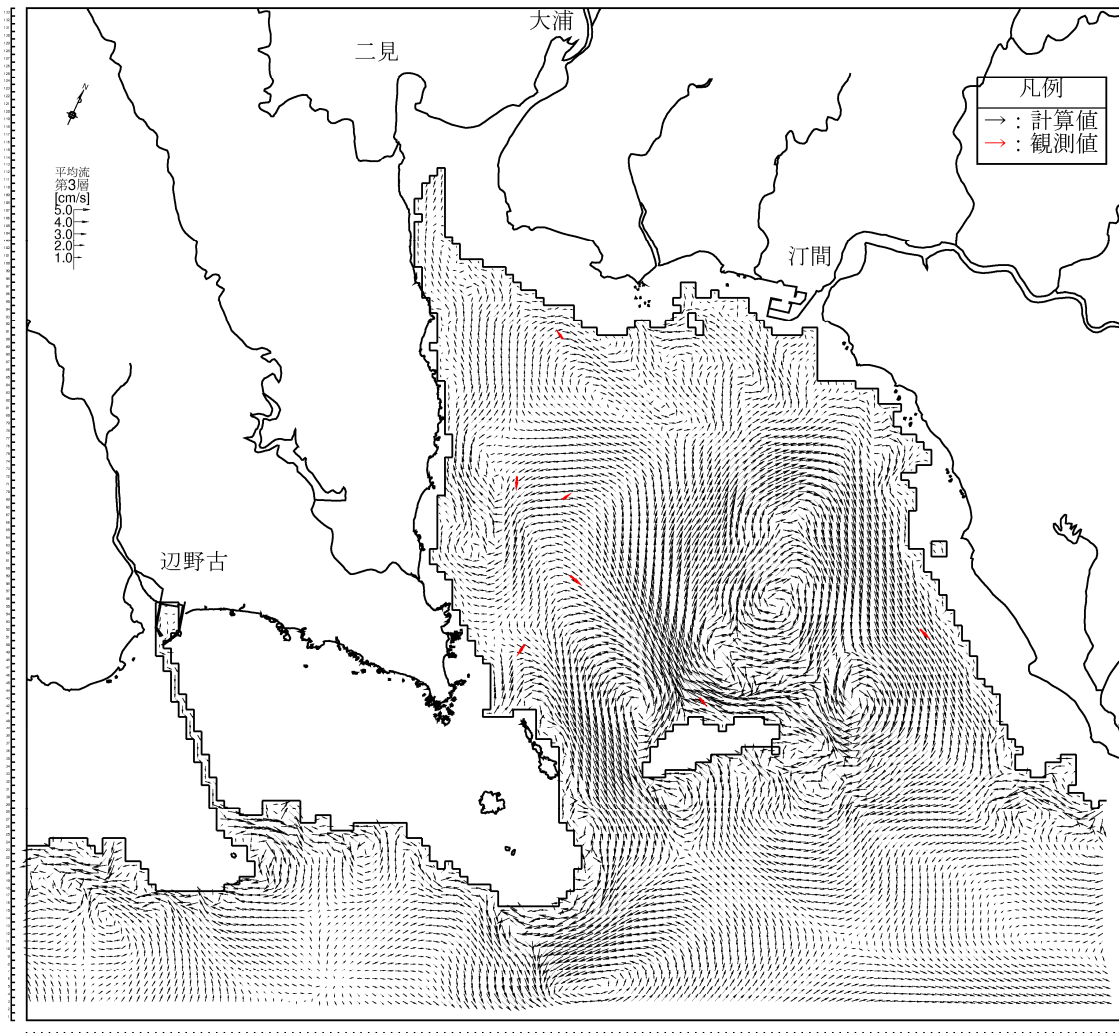 大浦
二見
N
凡例
→ : 計算値
→ : 観測値
平均流
第3層
[cm/s]
5.0
4.0
3.0
2.0
1.0
汀間
辺野古